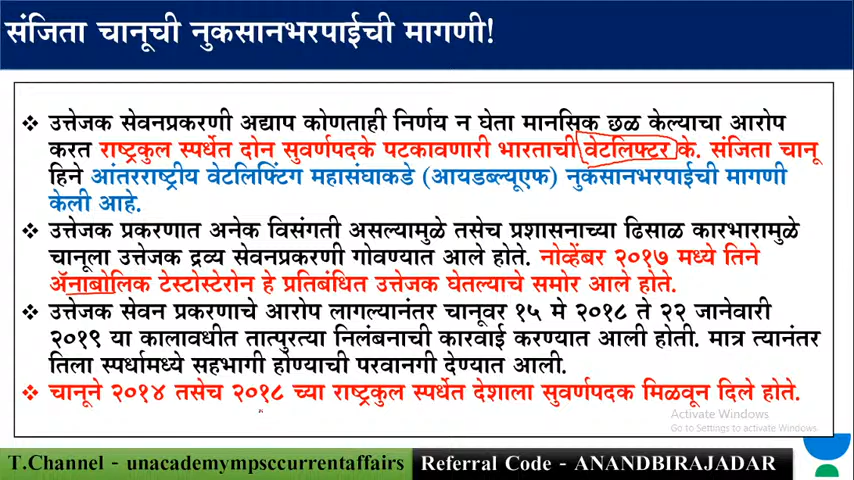 संजिता चानूची नुकसानभरपाईची मागणी!
❖ उत्तेजक सेवनप्रकरणी अद्याप कोणताही निर्णय न घेता मानसिक छळ केल्याचा आरोप
करत राष्ट्रकुल स्पर्धेत दोन सुवर्णपदके पटकावणारी भारताची वेटलिफ्टर के. संजिता चानू
हिने आंतरराष्ट्रीय वेटलिफ्टिंग महासंघाकडे (आयडब्ल्यूएफ) नुकसानभरपाईची मागणी
केली आहे.
❖ उत्तेजक प्रकरणात अनेक विसंगती असल्यामुळे तसेच प्रशासनाच्या ढिसाळ कारभारामुळे
चानूला उत्तेजक द्रव्य सेवनप्रकरणी गोवण्यात आले होते. नोव्हेंबर २०१७ मध्ये तिने
ॲनाबोलिक टेस्टोस्टेरोन हे प्रतिबंधित उत्तेजक घेतल्याचे समोर आले होते.
❖ उत्तेजक सेवन प्रकरणाचे आरोप लागल्यानंतर चानूवर १५ मे २०१८ ते २२ जानेवारी
२०१९ या कालावधीत तात्पुरत्या निलंबनाची कारवाई करण्यात आली होती. मात्र त्यानंतर
तिला स्पर्धामध्ये सहभागी होण्याची परवानगी देण्यात आली.
❖ चानूने २०१४ तसेच २०१८ च्या राष्ट्रकुल स्पर्धेत देशाला सुवर्णपदक मिळवून दिले होते.
Activate Windows
Go to Settings to activate Windows.
T.Channel - unacademympsccurrentaffairs
Referral Code - ANANDBIRAJADAR